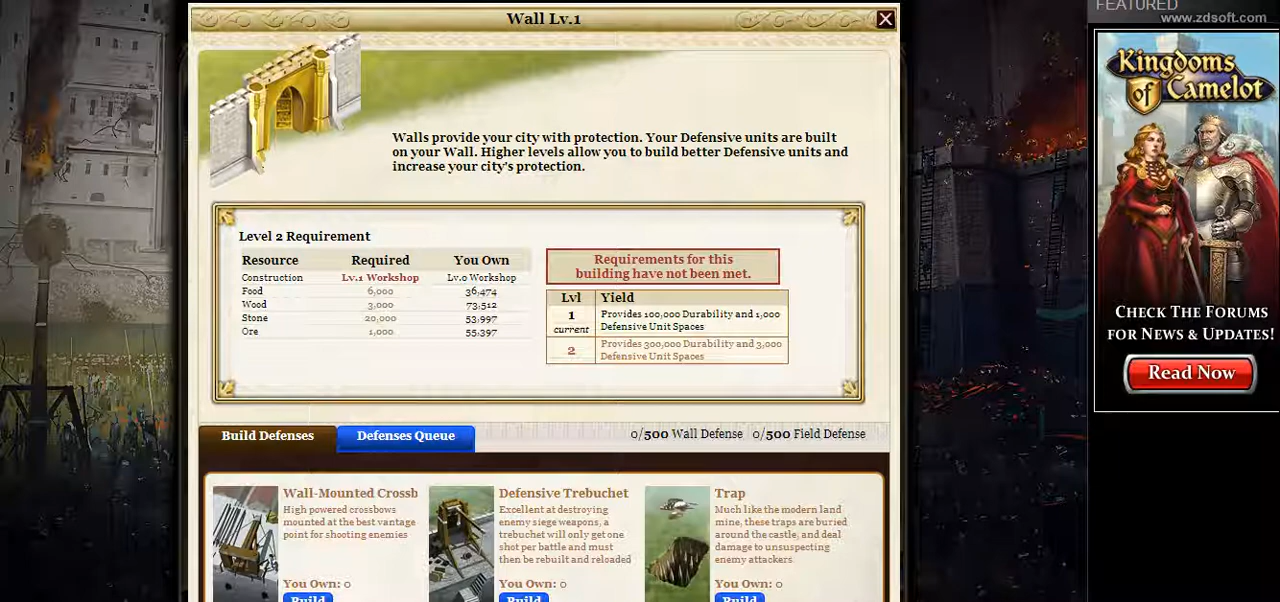 FEATURED
www.zdsoft.com
Wall Lv.1
Walls provide your city with protection. Your Defensive units are built
on your Wall. Higher levels allow you to build better Defensive units and
increase your city's protection.
Level 2 Requirement
Resource Required You Own
Construction Lv.1 Workshop Lv.0 Workshop
Food 6,000 36,474
Wood 3,000 73,512
Stone 20,000 53,997
Ore 1,000 55,397
Requirements for this
building have not been met.
Lvl Yield
1 Provides 100,000 Durability and 1,000
current Defensive Unit Spaces
2 Provides 300,000 Durability and 3,000
Defensive Unit Spaces
Build Defenses Defenses Queue 0/500 Wall Defense 0/500 Field Defense
Wall-Mounted Crossb
High powered crossbows
mounted at the best vantage
point for shooting enemies
You Own: 0
Build
Defensive Trebuchet
Excellent at destroying
enemy siege weapons, a
trebuchet will only get one
shot per battle and must
then be rebuilt and reloaded
You Own: 0
Build
Trap
Much like the modern land
mine, these traps are buried
around the castle, and deal
damage to unsuspecting
enemy attackers.
You Own: 0
Build
Kingdoms
of Camelot
CHECK THE FORUMS
FOR NEWS & UPDATES!
Read Now